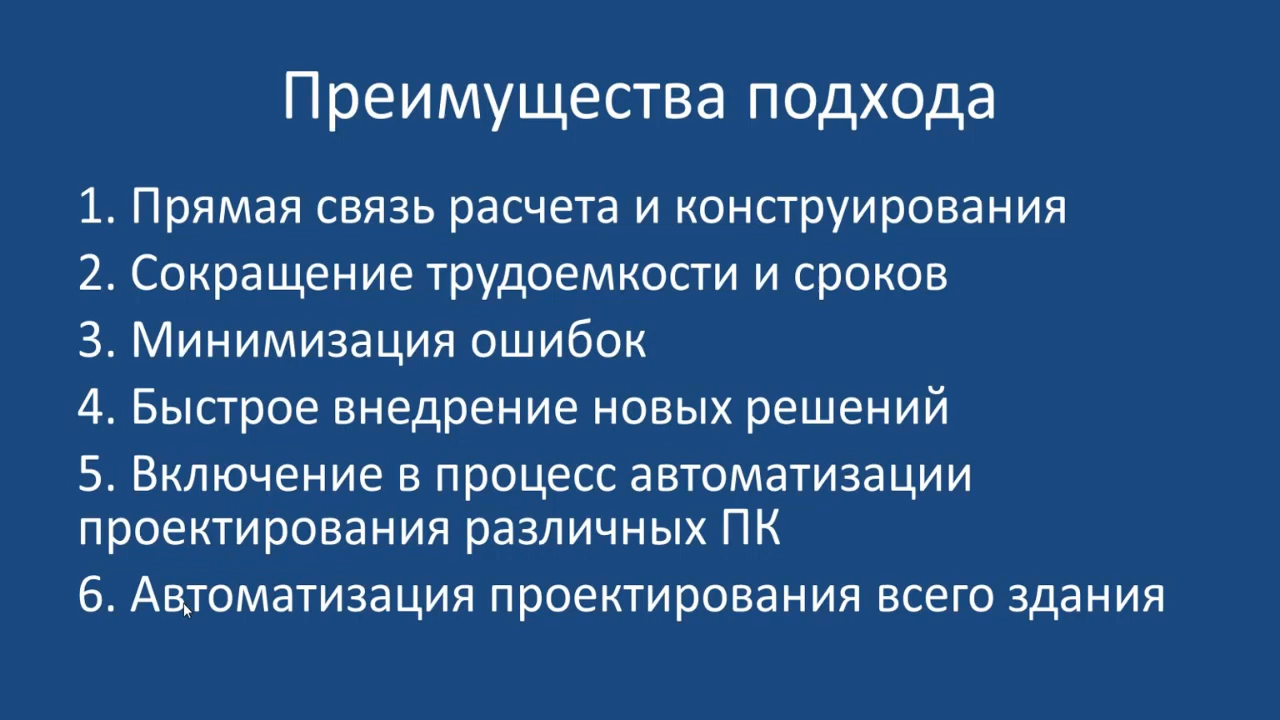 Преимущества подхода
1. Прямая связь расчета и конструирования
2. Сокращение трудоемкости и сроков
3. Минимизация ошибок
4. Быстрое внедрение новых решений
5. Включение в процесс автоматизации
проектирования различных ПК
6. Автоматизация проектирования всего здания